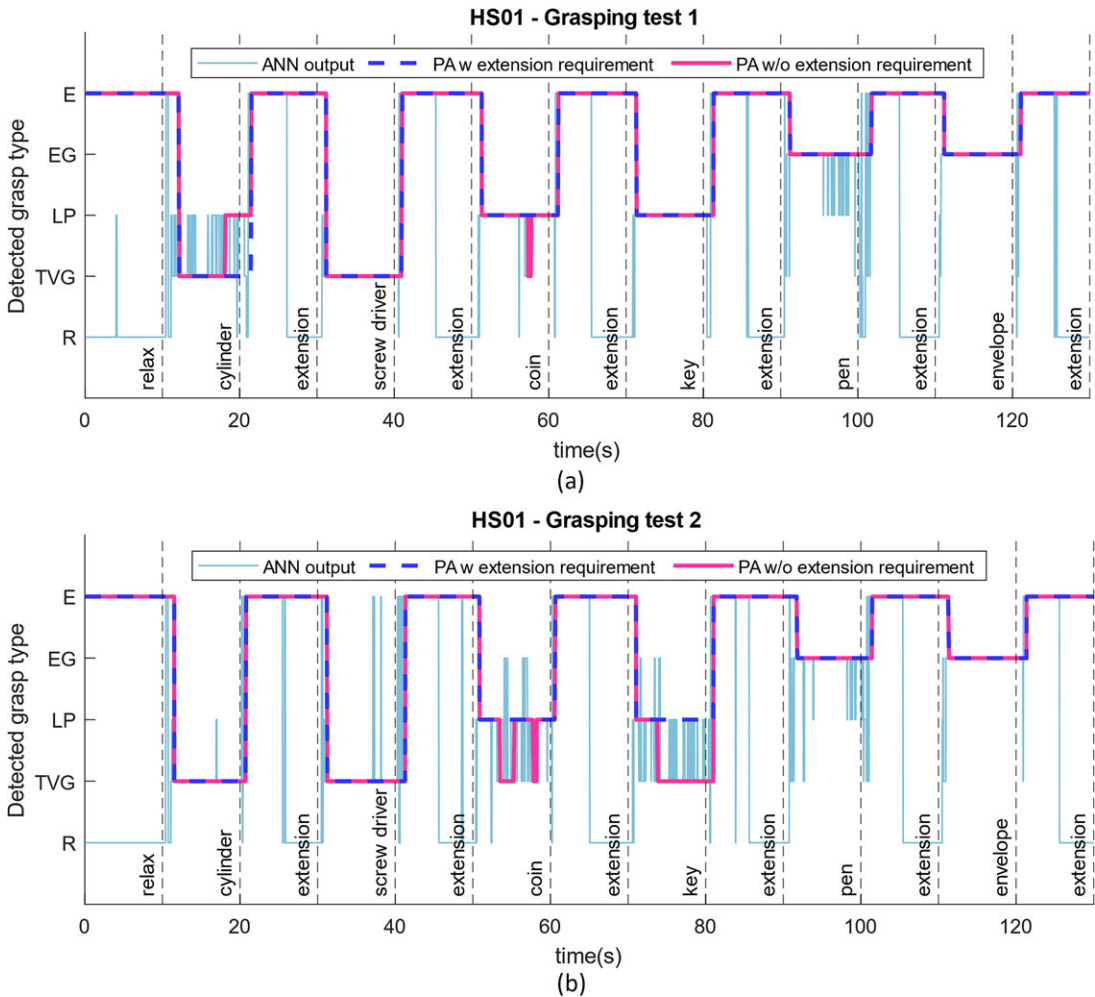 HS01 - Grasping test 1
ANN output PA w extension requirement PA w/o extension requirement
Detected grasp type
E
EG
LP
TVG
R
relax
cylinder
extension
screw driver
extension
coin
extension
key
extension
pen
extension
envelope
extension
0 20 40 60 80 100 120
time(s)
(a)
HS01 - Grasping test 2
ANN output PA w extension requirement PA w/o extension requirement
Detected grasp type
E
EG
LP
TVG
R
relax
cylinder
extension
screw driver
extension
coin
extension
key
extension
pen
extension
envelope
extension
0 20 40 60 80 100 120
time(s)
(b)